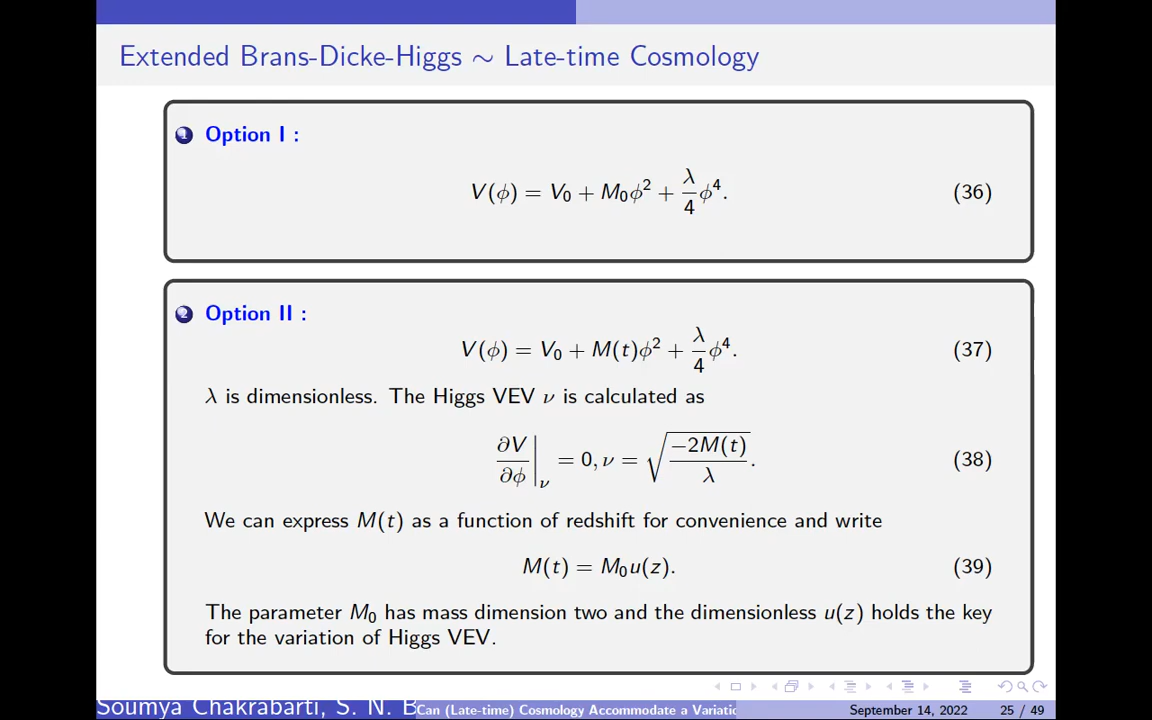 Extended Brans-Dicke-Higgs ∼ Late-time Cosmology
1 Option I :
V(ϕ) = V₀ + M₀ϕ² + λ/4 ϕ⁴. (36)
2 Option II :
V(ϕ) = V₀ + M(t)ϕ² + λ/4 ϕ⁴. (37)
λ is dimensionless. The Higgs VEV ν is calculated as
∂V/∂ϕ |_ν = 0, ν = √(−2M(t)/λ). (38)
We can express M(t) as a function of redshift for convenience and write
M(t) = M₀u(z). (39)
The parameter M₀ has mass dimension two and the dimensionless u(z) holds the key
for the variation of Higgs VEV.
Soumya Chakrabarti, S. N. B Can (Late-time) Cosmology Accommodate a Variatio September 14, 2022 25 / 49